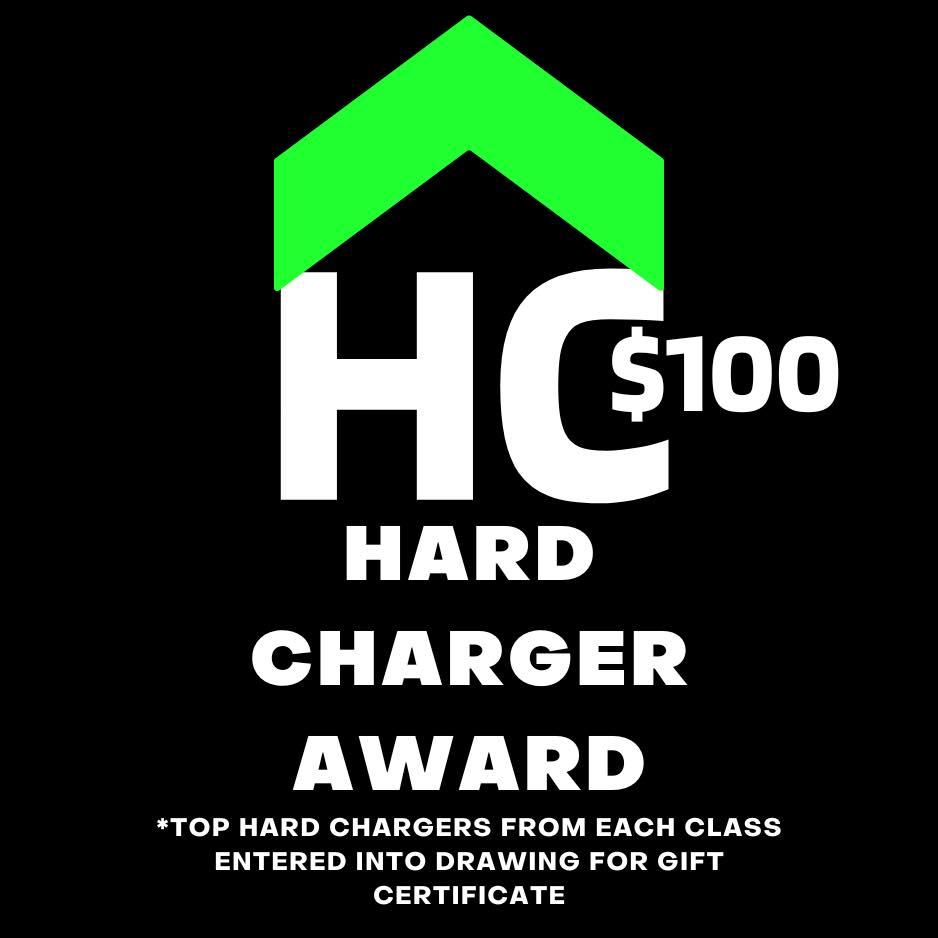 HC
$100
HARD
CHARGER
AWARD
*TOP HARD CHARGERS FROM EACH CLASS
ENTERED INTO DRAWING FOR GIFT
CERTIFICATE